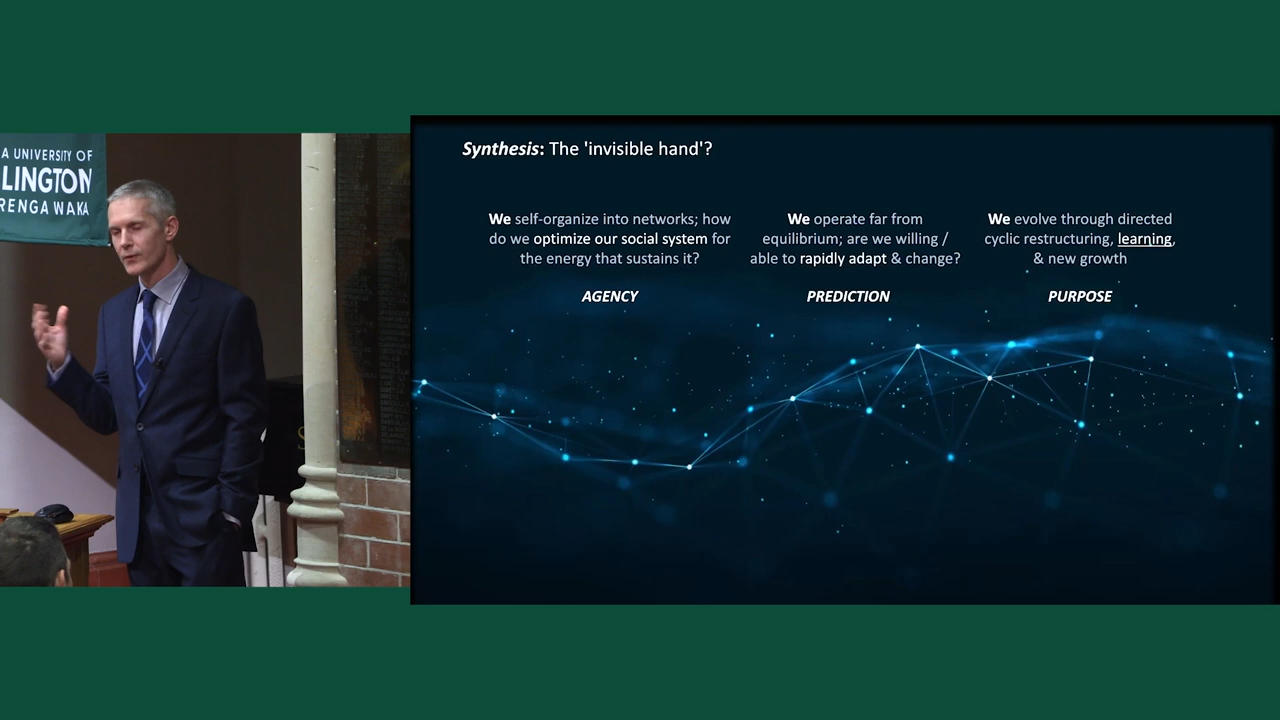 A UNIVERSITY OF
LINGTON
RENGA WAKA
Synthesis: The 'invisible hand'?
We self-organize into networks; how
do we optimize our social system for
the energy that sustains it?
AGENCY
We operate far from
equilibrium; are we willing /
able to rapidly adapt & change?
PREDICTION
We evolve through directed
cyclic restructuring, learning,
& new growth
PURPOSE